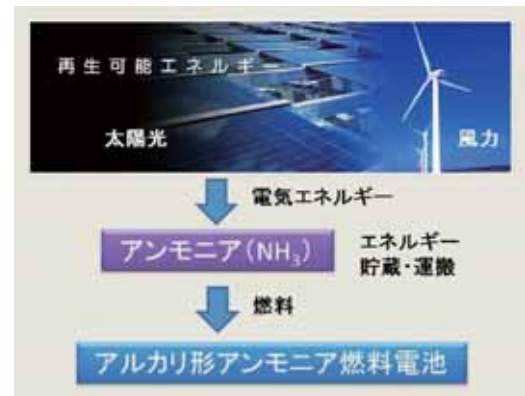 再生可能エネルギー
太陽光
風力
電気エネルギー
アンモニア(NH₃)
エネルギー
貯蔵・運搬
燃料
アルカリ形アンモニア燃料電池